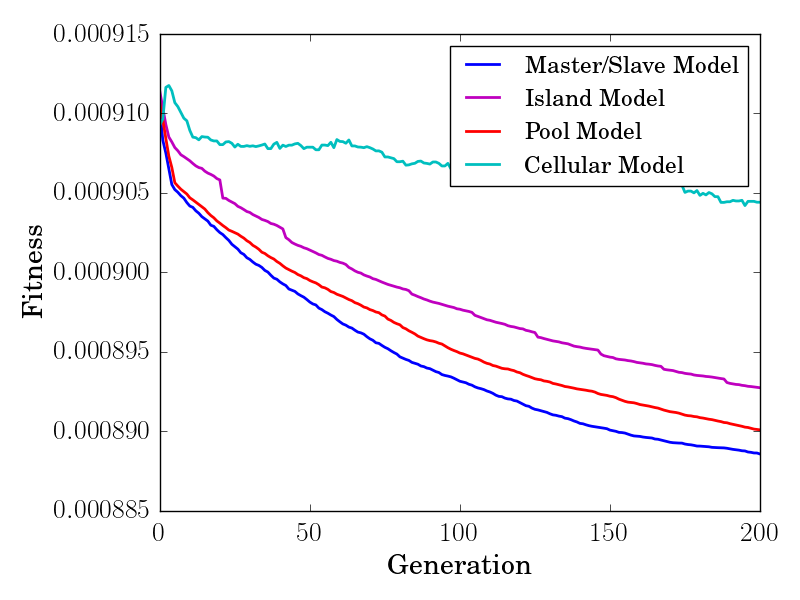 0.000915
0.000910
0.000905
0.000900
0.000895
0.000890
0.000885
Fitness
Master/Slave Model
Island Model
Pool Model
Cellular Model
0
50
100
150
200
Generation